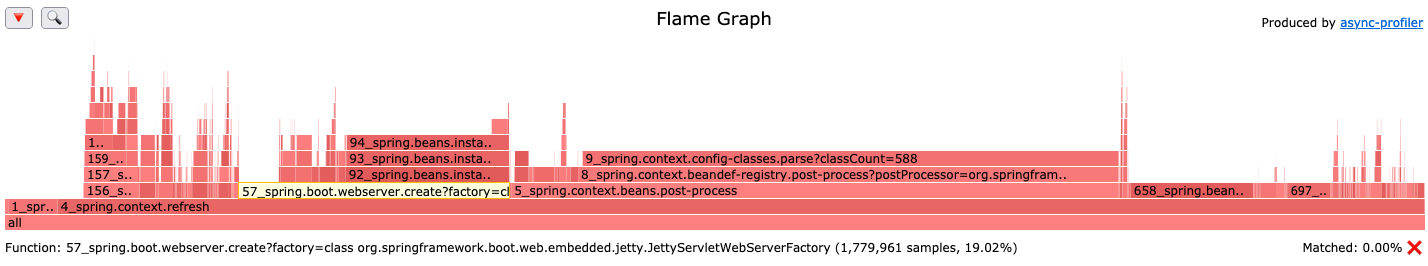 Flame Graph
Produced by async-profiler
1..
94_spring.beans.insta..
159_..
93_spring.beans.insta..
9_spring.context.config-classes.parse?classCount=588
157_s..
92_spring.beans.insta..
8_spring.context.beandef-registry.post-process?postProcessor=org.springfram..
156_s..
57_spring.boot.webserver.create?factory=cl
5_spring.context.beans.post-process
658_spring.bean..
697_..
1_spr..
4_spring.context.refresh
all
Function: 57_spring.boot.webserver.create?factory=class org.springframework.boot.web.embedded.jetty.JettyServletWebServerFactory (1,779,961 samples, 19.02%)
Matched: 0.00%